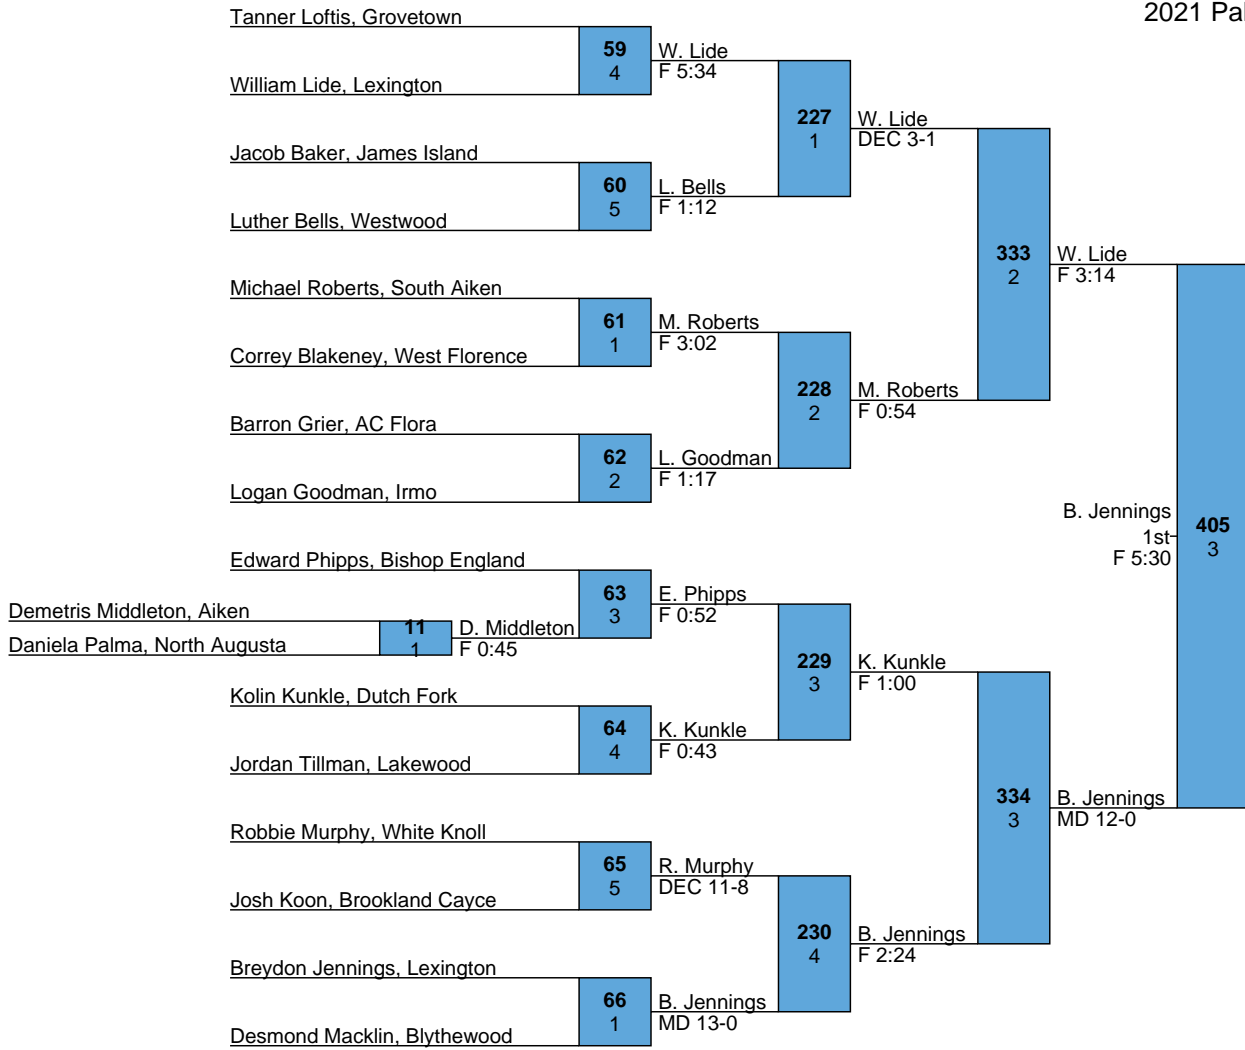 2021 Pal
Tanner Loftis, Grovetown
59
4
W. Lide
F 5:34
William Lide, Lexington
227
1
W. Lide
DEC 3-1
Jacob Baker, James Island
60
5
L. Bells
F 1:12
Luther Bells, Westwood
333
2
W. Lide
F 3:14
Michael Roberts, South Aiken
61
1
M. Roberts
F 3:02
Correy Blakeney, West Florence
228
2
M. Roberts
F 0:54
Barron Grier, AC Flora
62
2
L. Goodman
F 1:17
Logan Goodman, Irmo
B. Jennings
1st
F 5:30
405
3
Edward Phipps, Bishop England
63
3
E. Phipps
F 0:52
Demetris Middleton, Aiken
11
1
D. Middleton
F 0:45
Daniela Palma, North Augusta
229
3
K. Kunkle
F 1:00
Kolin Kunkle, Dutch Fork
64
4
K. Kunkle
F 0:43
Jordan Tillman, Lakewood
334
3
B. Jennings
MD 12-0
Robbie Murphy, White Knoll
65
5
R. Murphy
DEC 11-8
Josh Koon, Brookland Cayce
230
4
B. Jennings
F 2:24
Breydon Jennings, Lexington
66
1
B. Jennings
MD 13-0
Desmond Macklin, Blythewood